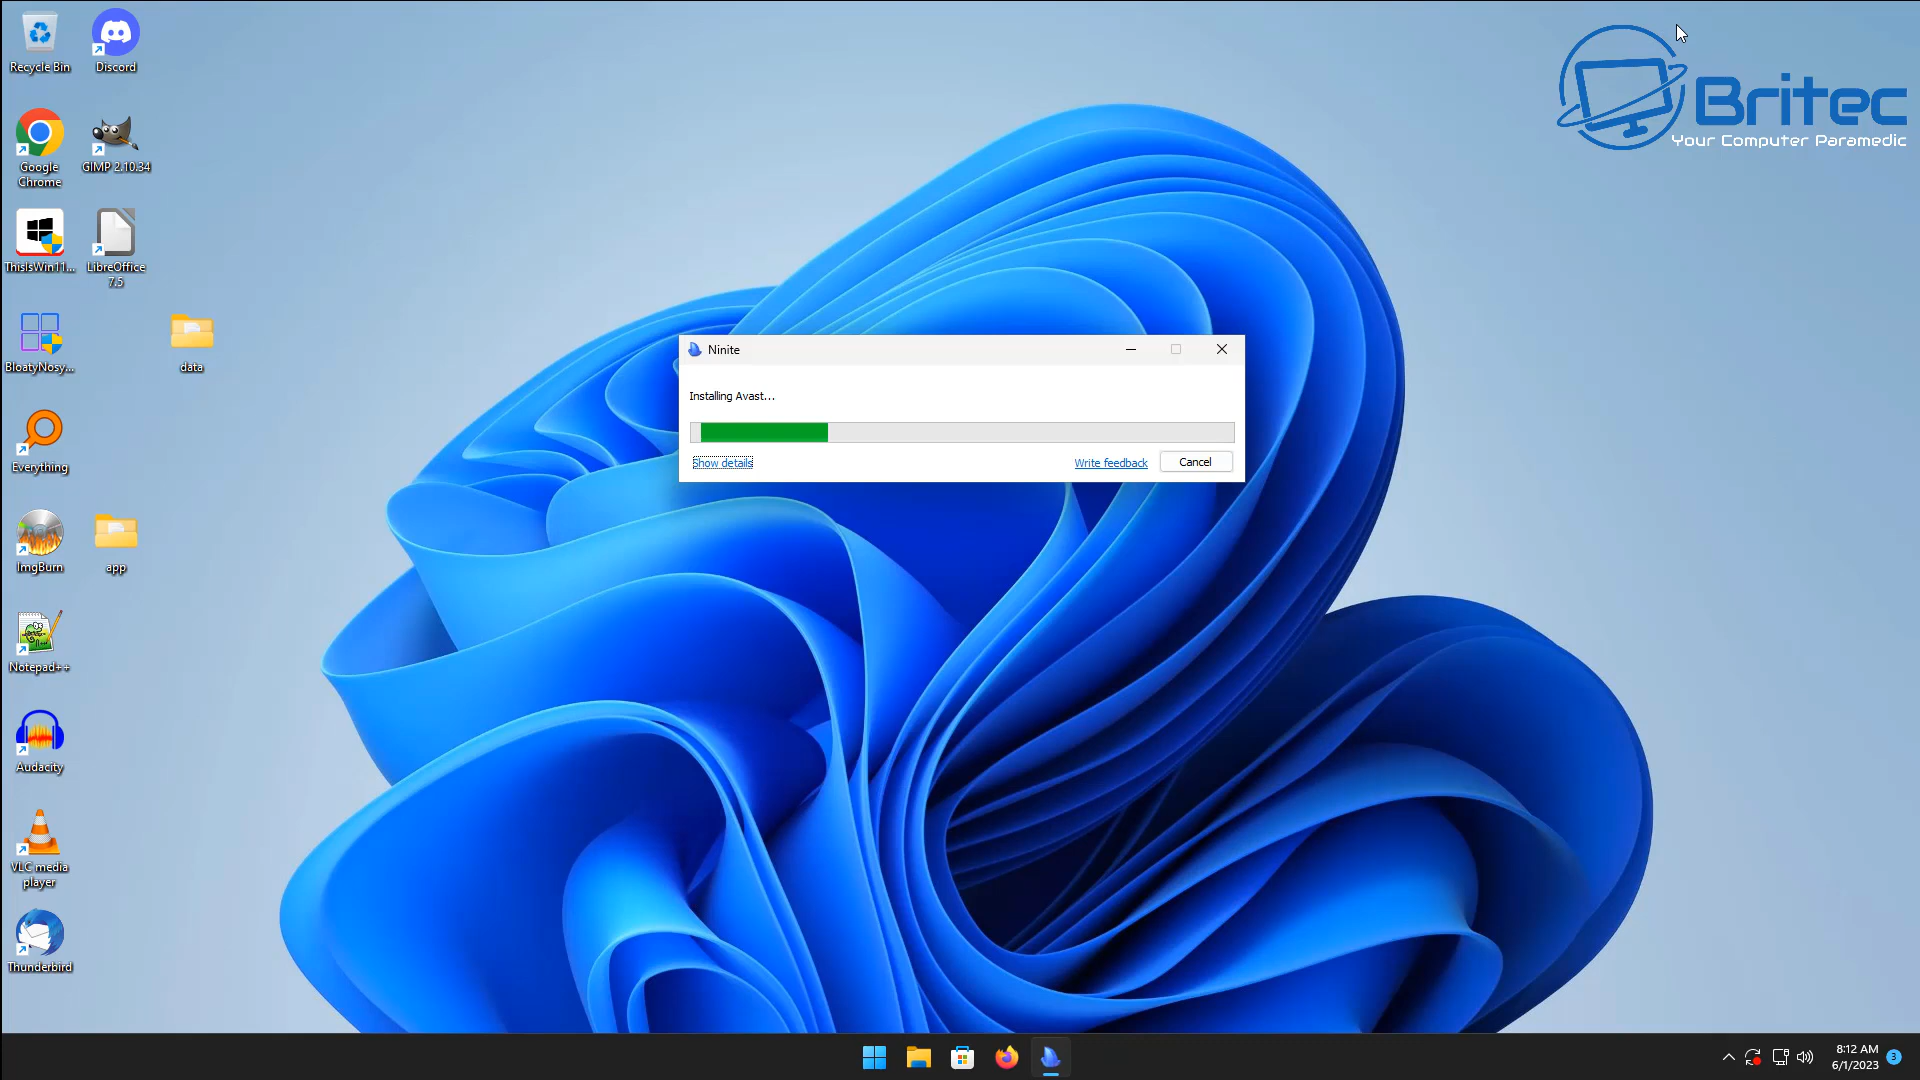 Recycle Bin
Discord
Google
Chrome
GIMP 2.10.34
ThisIsWin11...
LibreOffice
7.5
BloatyNosy...
data
Everything
ImgBurn
app
Notepad++
Audacity
VLC media
player
Thunderbird
Britec
Your Computer Paramedic
Ninite
Installing Avast...
Show details
Write feedback
Cancel
8:12 AM
6/1/2023
3